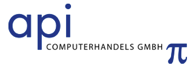 api
COMPUTERHANDELS GMBH
π